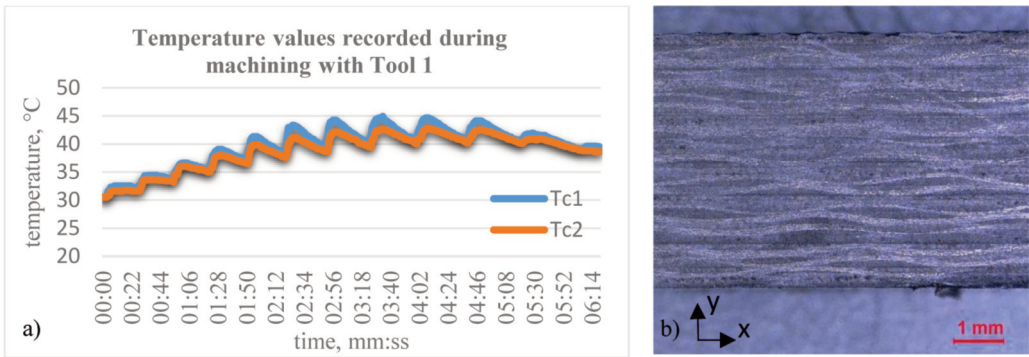 Temperature values recorded during
machining with Tool 1
temperature, °C
50
45
40
35
30
25
20
Tc1
Tc2
00:00
00:22
00:44
01:06
01:28
01:50
02:12
02:34
02:56
03:18
03:40
04:02
04:24
04:46
05:08
05:30
05:52
06:14
time, mm:ss
a)
y
x
b)
1 mm